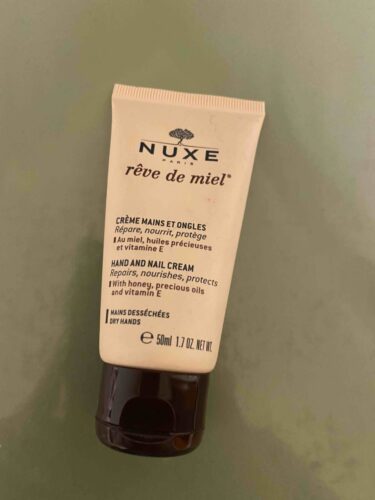 NUXE
PARIS
rêve de miel®
CRÈME MAINS ET ONGLES
Répare, nourrit, protège
Au miel, huiles précieuses
et vitamine E
HAND AND NAIL CREAM
Repairs, nourishes, protects
With honey, precious oils
and vitamin E
MAINS DESSÉCHÉES
DRY HANDS
℮ 50ml 1.7 OZ. NET WT.